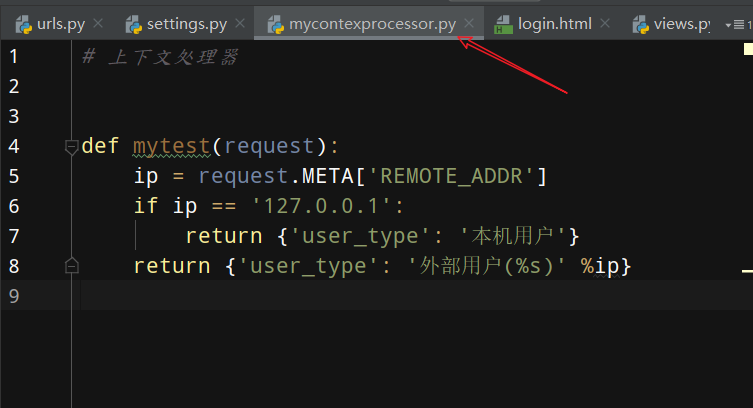 urls.py settings.py mycontexprocessor.py login.html views.py
1 # 上下文处理器
2
3
4 def mytest(request):
5 ip = request.META['REMOTE_ADDR']
6 if ip == '127.0.0.1':
7 return {'user_type': '本机用户'}
8 return {'user_type': '外部用户(%s)' %ip}
9